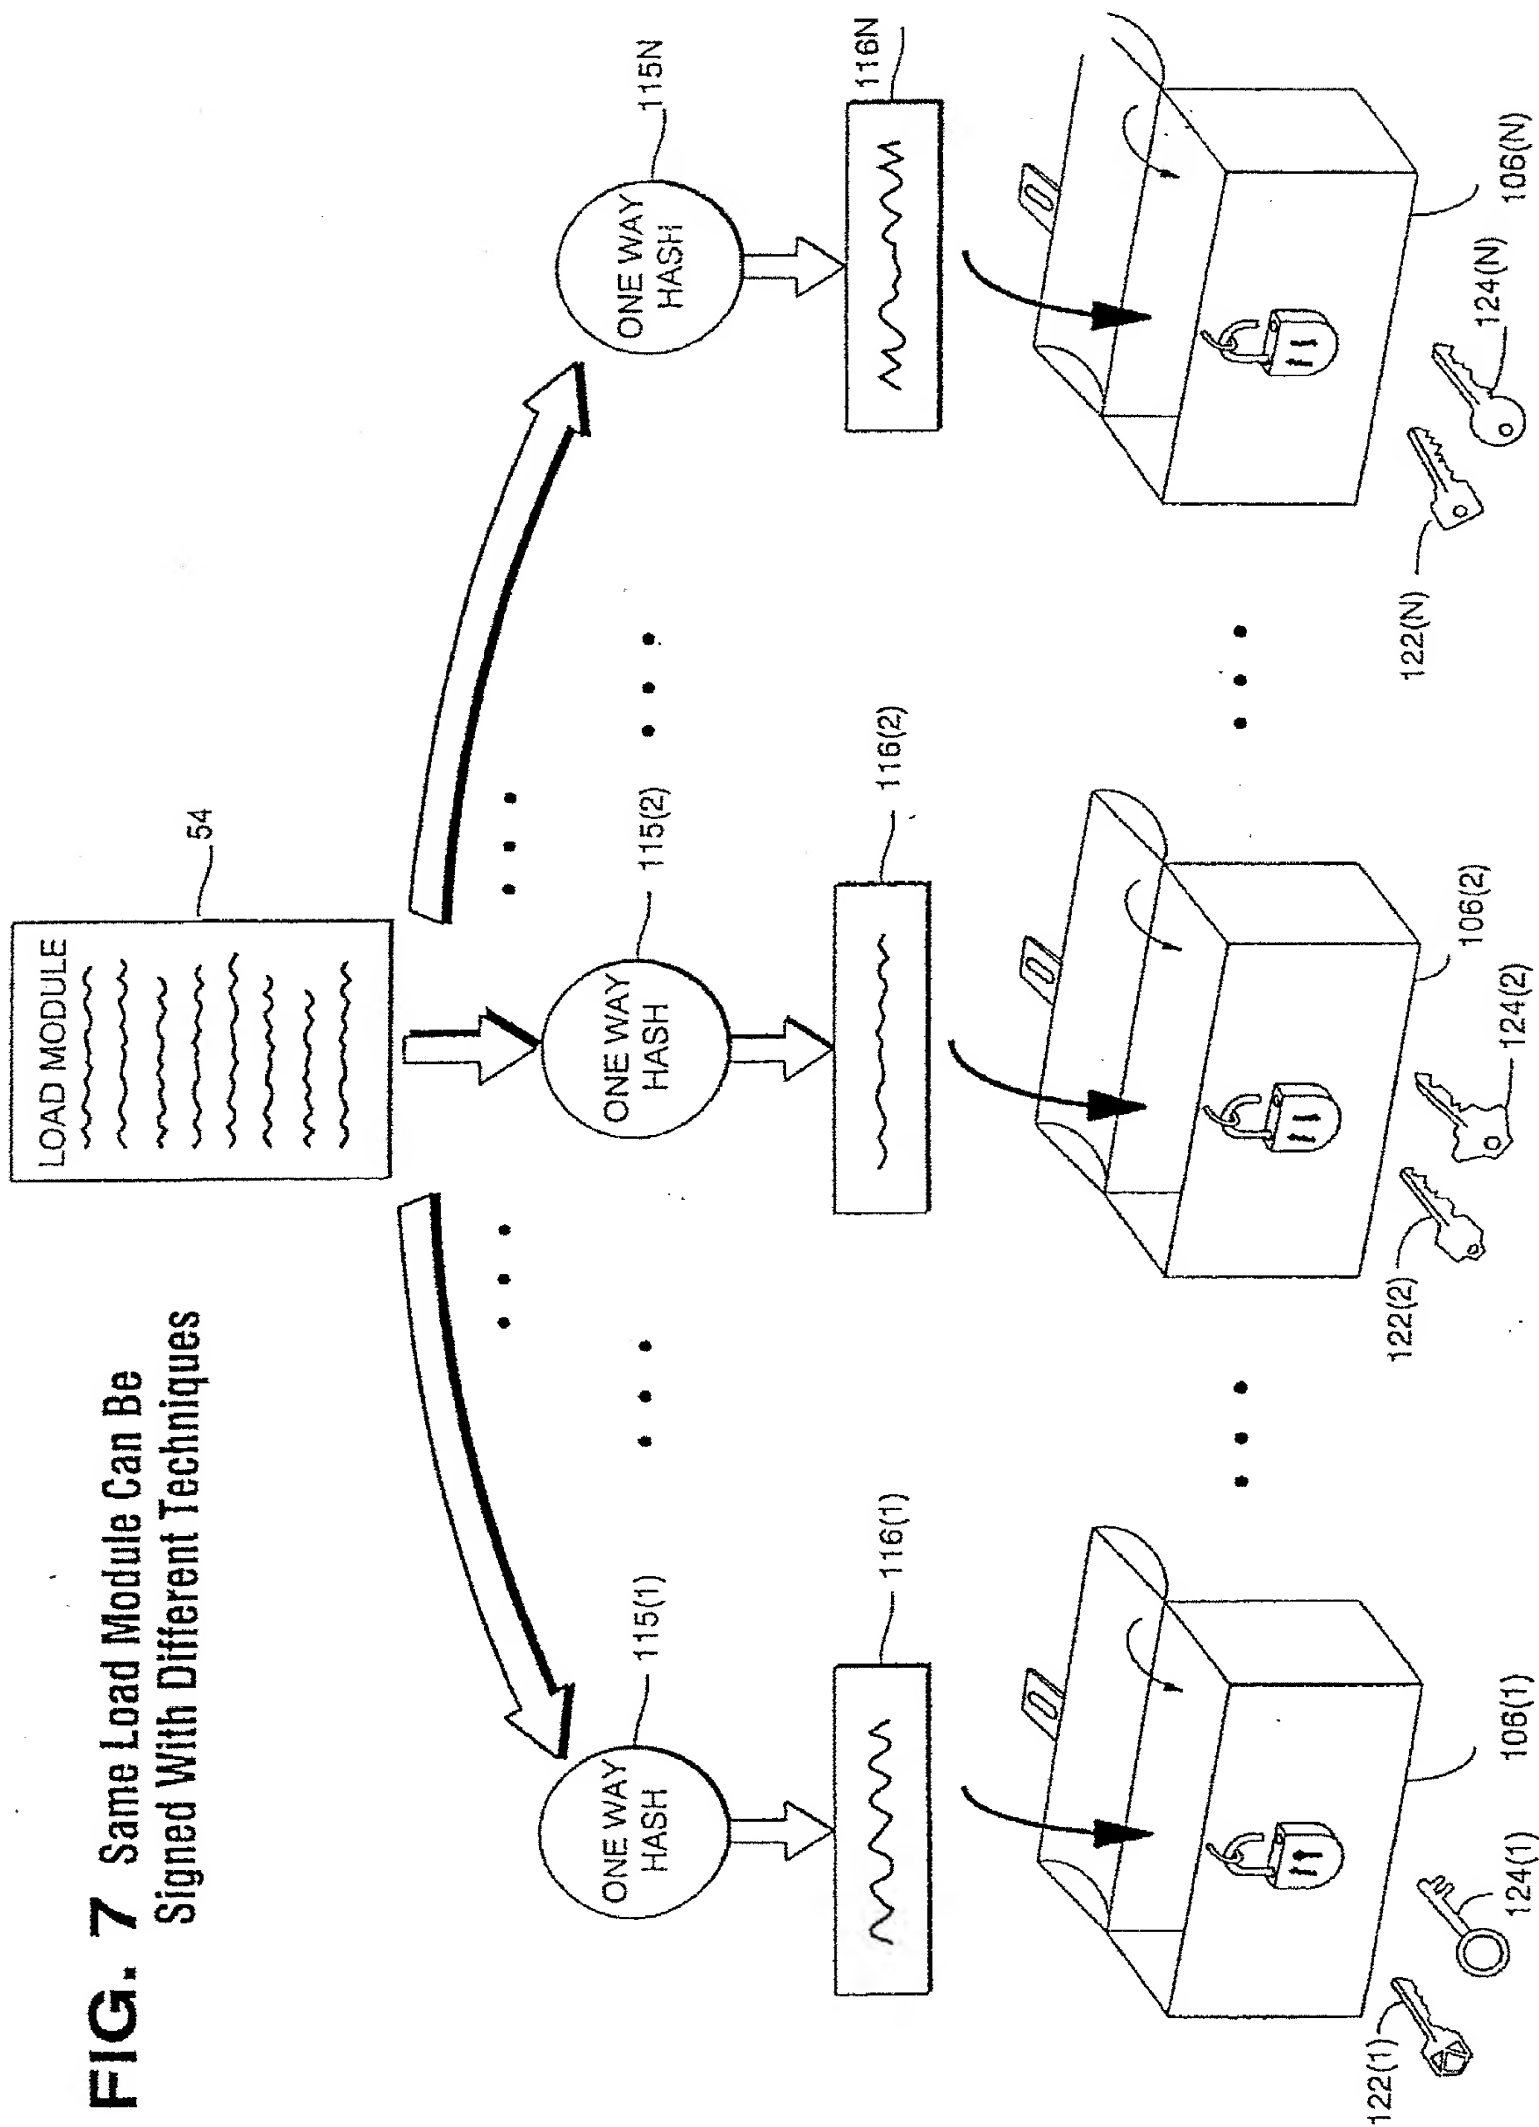 FIG. 7 Same Load Module Can Be
Signed With Different Techniques
LOAD MODULE
54
ONE WAY
HASH
115(1)
ONE WAY
HASH
115(2)
ONE WAY
HASH
115N
116(1)
116(2)
116N
106(1)
122(1)
124(1)
106(2)
122(2)
124(2)
106(N)
122(N)
124(N)